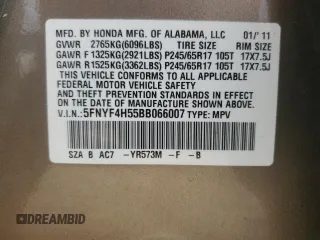 MFD. BY HONDA MFG. OF ALABAMA, LLC 01/'11
GVWR 2765KG(6096LBS) TIRE SIZE RIM SIZE
GAWR F 1325KG(2921LBS) P245/65R17 105T 17X7.5J
GAWR R 1525KG(3362LBS) P245/65R17 105T 17X7.5J
THIS VEHICLE CONFORMS TO ALL APPLICABLE
FEDERAL MOTOR VEHICLE SAFETY AND THEFT
PREVENTION STANDARDS IN EFFECT ON THE DATE
OF MANUFACTURE SHOWN ABOVE.
V.I.N.: 5FNYF4H55BB066007 TYPE: MPV
SZA B AC7 -YR573M -F -B
© DREAMBID DREAMBID.COM